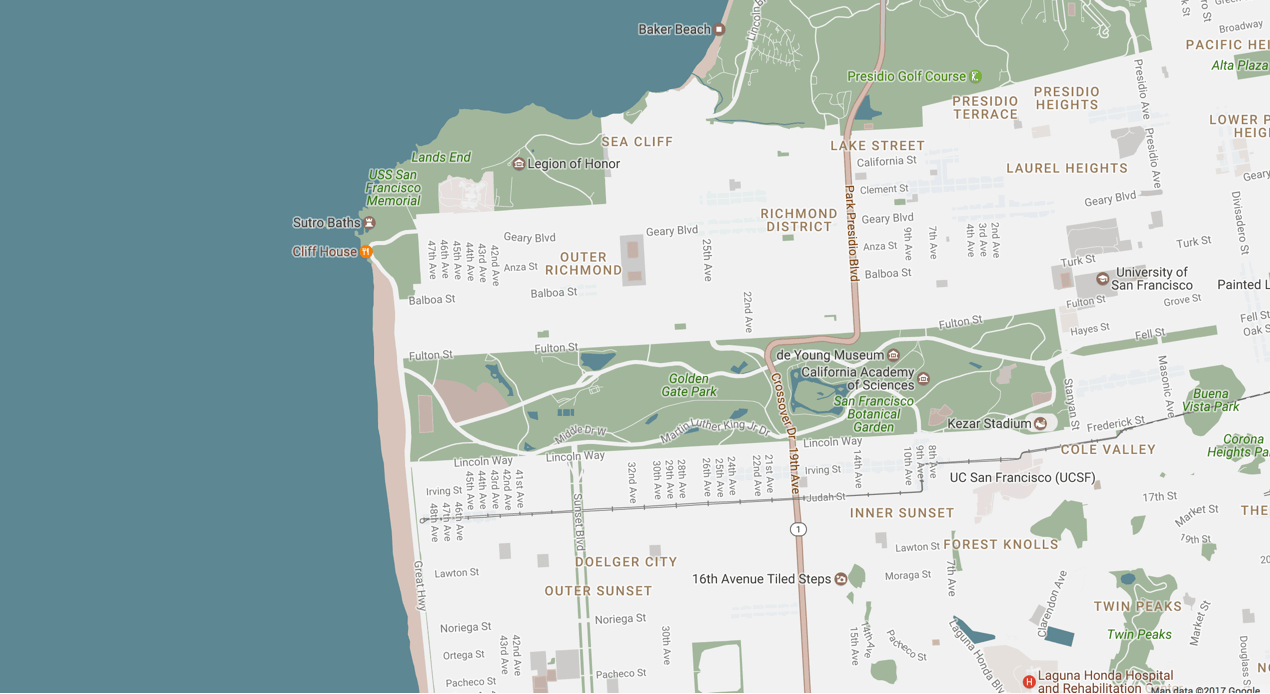 Baker Beach
Lincoln B
Broadway
PACIFIC HEI
Alta Plaza
Presidio Golf Course
PRESIDIO
HEIGHTS
PRESIDIO
TERRACE
Presidio Ave
Presidio Ave
LOWER P
HEIG
SEA CLIFF
LAKE STREET
California St
Lands End
Legion of Honor
LAUREL HEIGHTS
Geary
USS San
Francisco
Memorial
Clement St
Park Presidio Blvd
Geary Blvd
Divisadero St
Sutro Baths
RICHMOND
DISTRICT
Geary Blvd
Geary Blvd
Geary Blvd
9th Ave
7th Ave
4th Ave
3rd Ave
2nd Ave
Turk St
Cliff House
47th Ave
46th Ave
45th Ave
44th Ave
43rd Ave
42nd Ave
25th Ave
Anza St
Anza St
OUTER
RICHMOND
Turk St
Balboa St
University of
San Francisco
Painted L
Balboa St
Balboa St
22nd Ave
Fulton St
Grove St
Fulton St
Hayes St
Fell St
Fell St
Oak S
Fulton St
Fulton St
de Young Museum
California Academy
of Sciences
Golden
Gate Park
Crossover Dr
San Francisco
Botanical
Garden
Stanyan St
Masonic Ave
Buena
Vista Park
Kezar Stadium
Frederick St
Middle Dr W
Martin Luther King Jr Dr
Lincoln Way
Lincoln Way
Lincoln Way
COLE VALLEY
Corona
Heights Pa
19th Ave
45th Ave
44th Ave
43rd Ave
42nd Ave
41st Ave
32nd Ave
30th Ave
29th Ave
28th Ave
26th Ave
25th Ave
24th Ave
22nd Ave
21st Ave
14th Ave
10th Ave
9th Ave
8th Ave
Irving St
Irving St
UC San Francisco (UCSF)
Judah St
17th St
48th Ave
47th Ave
46th Ave
Sunset Blvd
INNER SUNSET
Market St
THE
1
19th St
Lawton St
FOREST KNOLLS
DOELGER CITY
20
Lawton St
16th Avenue Tiled Steps
Moraga St
7th Ave
Clarendon Ave
OUTER SUNSET
Great Hwy
TWIN PEAKS
Market St
Noriega St
Noriega St
30th Ave
15th Ave
14th Ave
Pacheco St
Laguna Honda Blv
Twin Peaks
Douglass S
Ortega St
43rd Ave
42nd Ave
Pacheco St
Pacheco St
H
Laguna Honda Hospital
and Rehabilitation
NO
Map data ©2017 Google